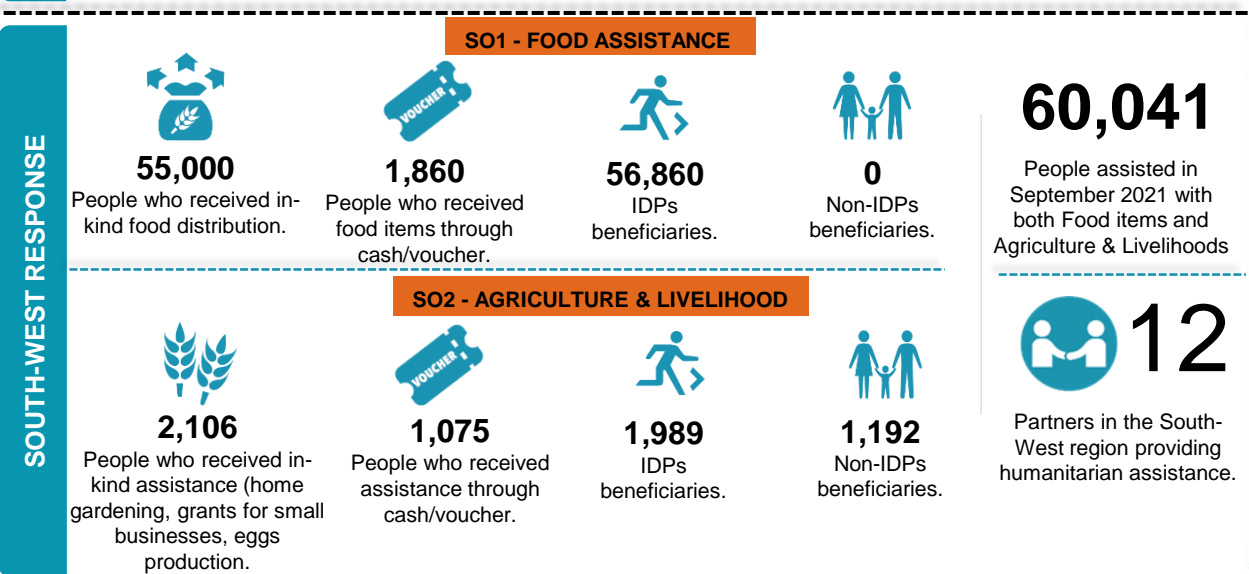 SOUTH-WEST RESPONSE
SO1 - FOOD ASSISTANCE
55,000
People who received in-
kind food distribution.
VOUCHER
1,860
People who received
food items through
cash/voucher.
56,860
IDPs
beneficiaries.
0
Non-IDPs
beneficiaries.
60,041
People assisted in
September 2021 with
both Food items and
Agriculture & Livelihoods
SO2 - AGRICULTURE & LIVELIHOOD
2,106
People who received in-
kind assistance (home
gardening, grants for small
businesses, eggs
production.
VOUCHER
1,075
People who received
assistance through
cash/voucher.
1,989
IDPs
beneficiaries.
1,192
Non-IDPs
beneficiaries.
12
Partners in the South-
West region providing
humanitarian assistance.